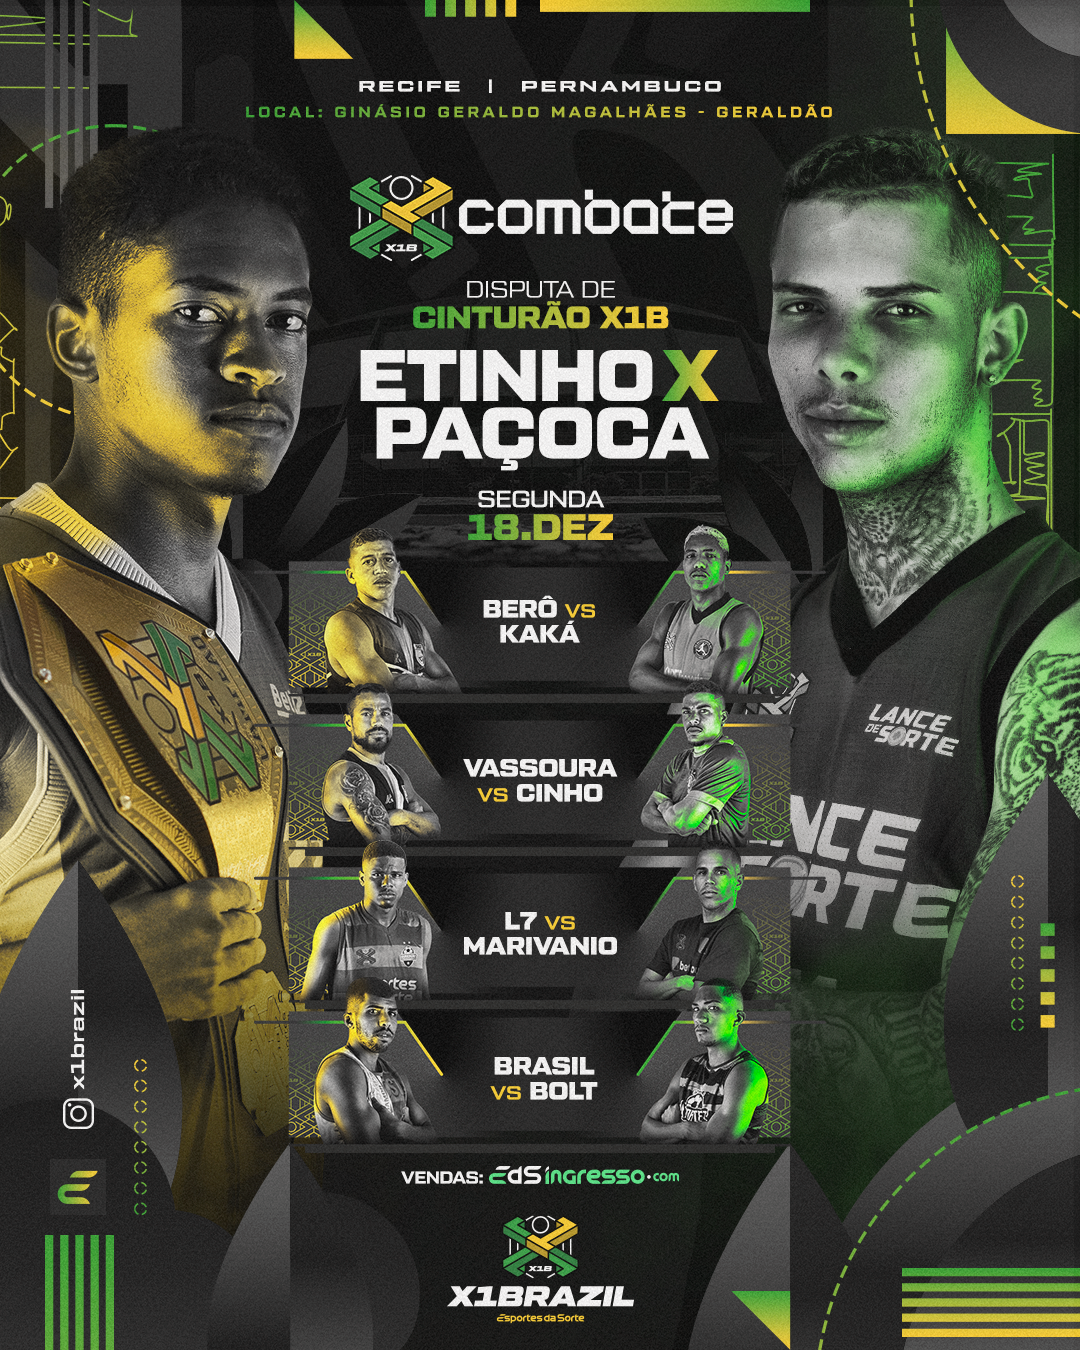 RECIFE | PERNAMBUCO
LOCAL: GINÁSIO GERALDO MAGALHÃES - GERALDÃO
X1B
combate
DISPUTA DE
CINTURÃO X1B
ETINHO X
PAÇOCA
SEGUNDA
18.DEZ
BERÔ VS
KAKÁ
VASSOURA
VS CINHO
LANCE
DE SORTE
L7 VS
MARIVANIO
BRASIL
VS BOLT
x1brazil
VENDAS: EdS ingresso.com
X1B
X1BRAZIL
Esportes da Sorte